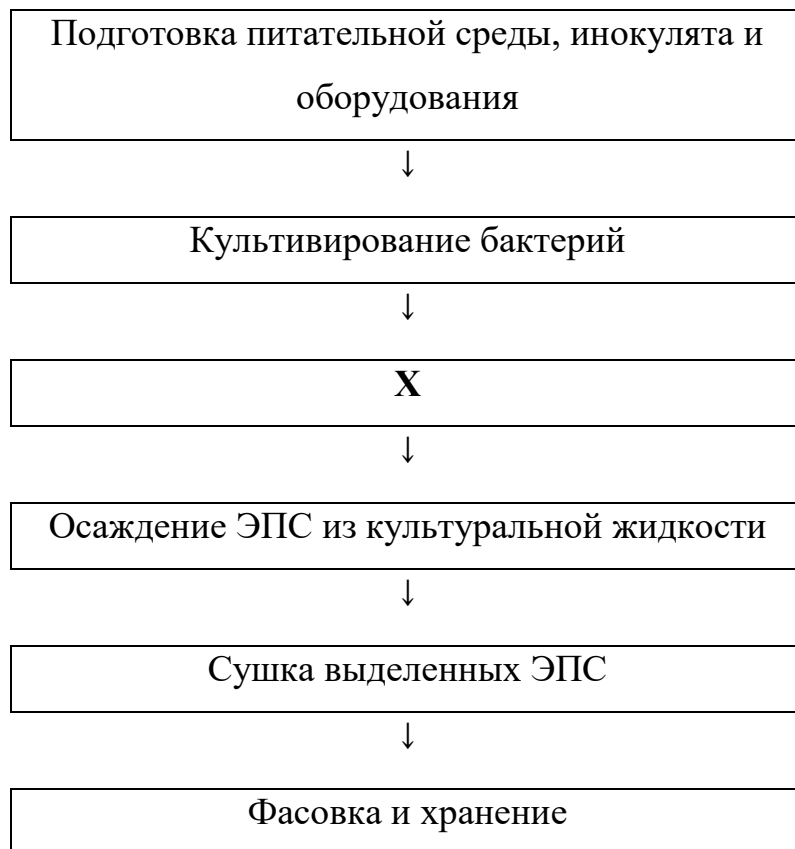 Подготовка питательной среды, инокулята и
оборудования
↓
Культивирование бактерий
↓
Х
↓
Осаждение ЭПС из культуральной жидкости
↓
Сушка выделенных ЭПС
↓
Фасовка и хранение